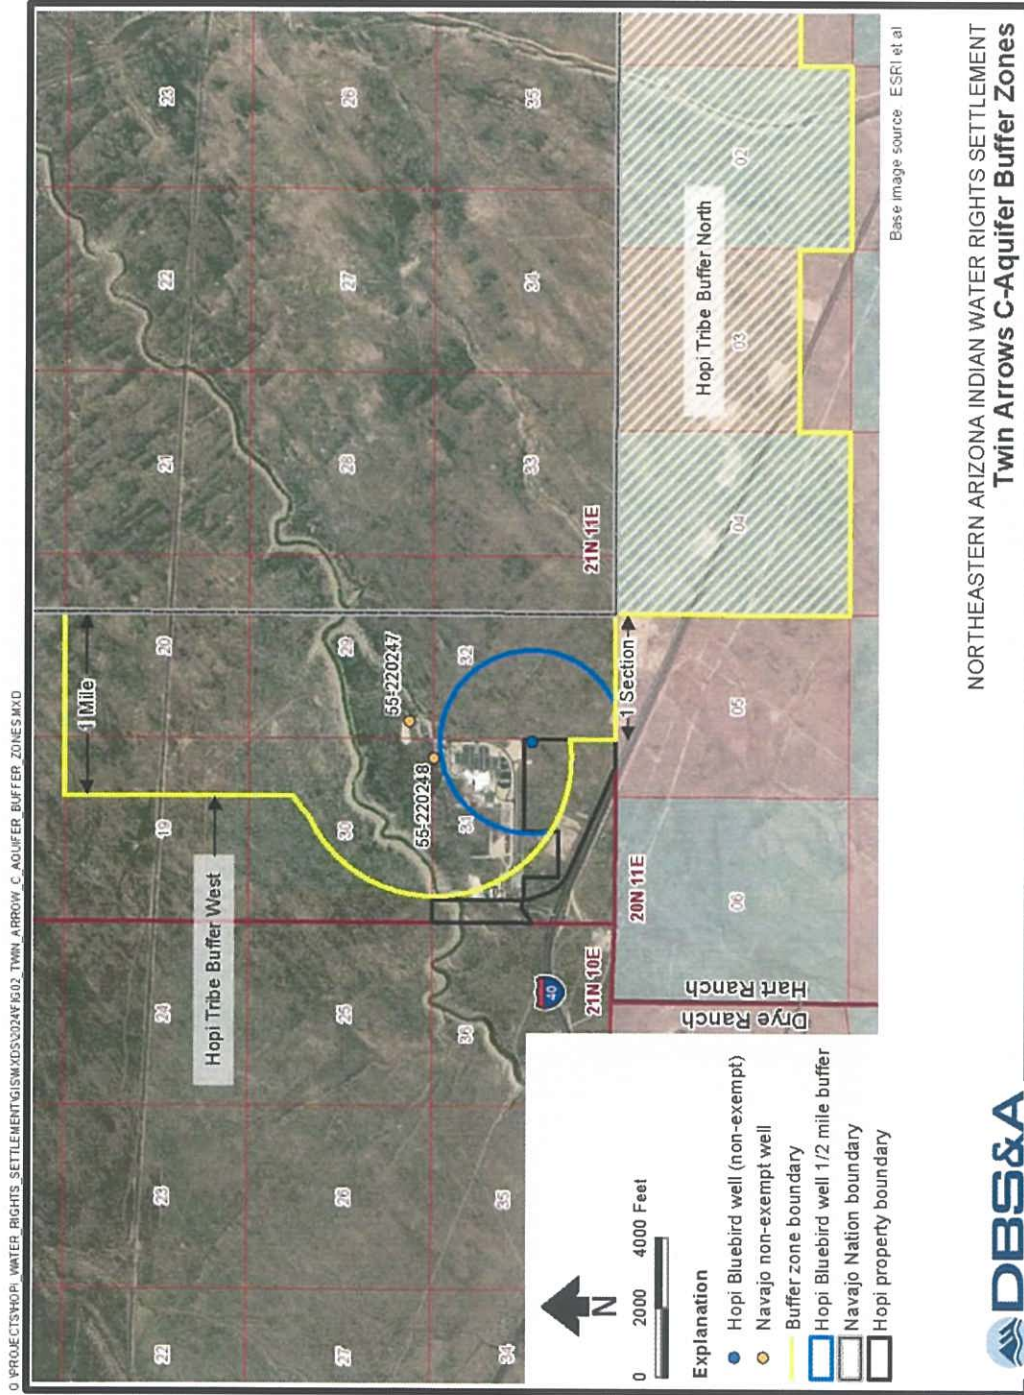 O:\PROJECTS\HOPI_WATER_RIGHTS_SETTLEMENT\GIS\MXDS\2024\FIG02_TWIN_ARROW_C_AQUIFER_BUFFER_ZONES.MXD
1 Mile
22 23 24 19 20 21 22 23
Hopi Tribe Buffer West
27 26 25 30 29 28 27 26
55-220247
55-220248
36 31 32
34 35 33 34 35
40
21N 10E
21N 11E
1 Section
20N 11E
Hopi Tribe Buffer North
06 05 04 03 02
Drye Ranch
Hart Ranch
N
0 2000 4000 Feet
Explanation
Hopi Bluebird well (non-exempt)
Navajo non-exempt well
Buffer zone boundary
Hopi Bluebird well 1/2 mile buffer
Navajo Nation boundary
Hopi property boundary
Base image source ESRI et al
NORTHEASTERN ARIZONA INDIAN WATER RIGHTS SETTLEMENT
Twin Arrows C-Aquifer Buffer Zones
DBS&A